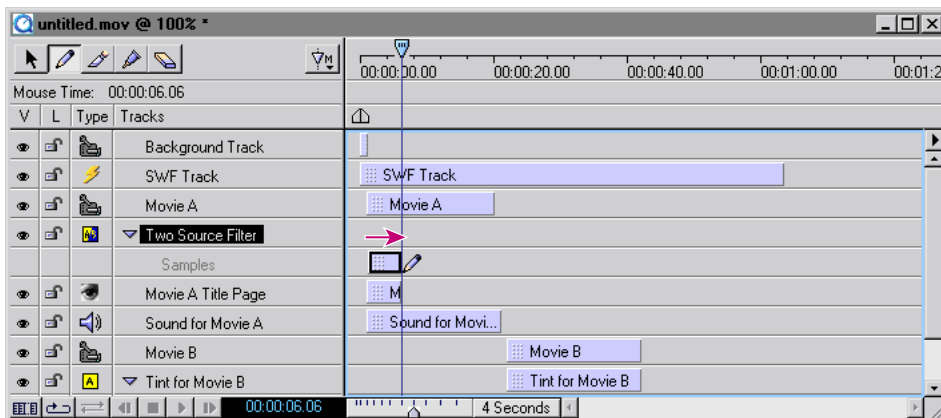 untitled.mov @ 100% *
00:00:00.00 00:00:20.00 00:00:40.00 00:01:00.00 00:01:2
Mouse Time: 00:00:06.06
V L Type Tracks
Background Track
SWF Track SWF Track
Movie A Movie A
Two Source Filter
Samples
Movie A Title Page M
Sound for Movie A Sound for Movi...
Movie B Movie B
A Tint for Movie B Tint for Movie B
00:00:06.06 4 Seconds